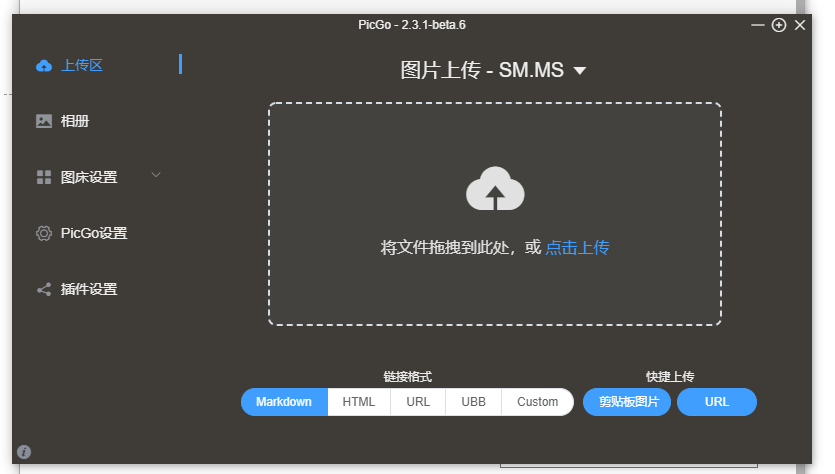 PicGo - 2.3.1-beta.6
上传区
相册
图床设置
PicGo设置
插件设置
图片上传 - SM.MS
将文件拖拽到此处，或 点击上传
链接格式
Markdown HTML URL UBB Custom
快捷上传
剪贴板图片 URL